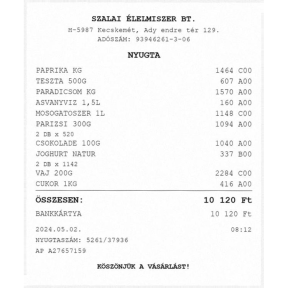 SZALAI ÉLELMISZER BT.
H-5987 Kecskemét, Ady endre tér 129.
ADÓSZÁM: 93946261-3-06
NYUGTA
PAPRIKA KG 1464 C00
TESZTA 500G 607 A00
PARADICSOM KG 1570 A00
ASVANYVIZ 1,5L 160 A00
MOSOGATOSZER 1L 1148 C00
PARIZSI 300G 1094 A00
2 DB x 520
CSOKOLADE 100G 1040 A00
JOGHURT NATUR 337 B00
2 DB x 1142
VAJ 200G 2284 C00
CUKOR 1KG 416 A00
ÖSSZESEN: 10 120 Ft
BANKKÁRTYA 10 120 Ft
2024.05.02. 08:12
NYUGTASZÁM: 5261/37936
AP A27657159
KÖSZÖNJÜK A VÁSÁRLÁST!